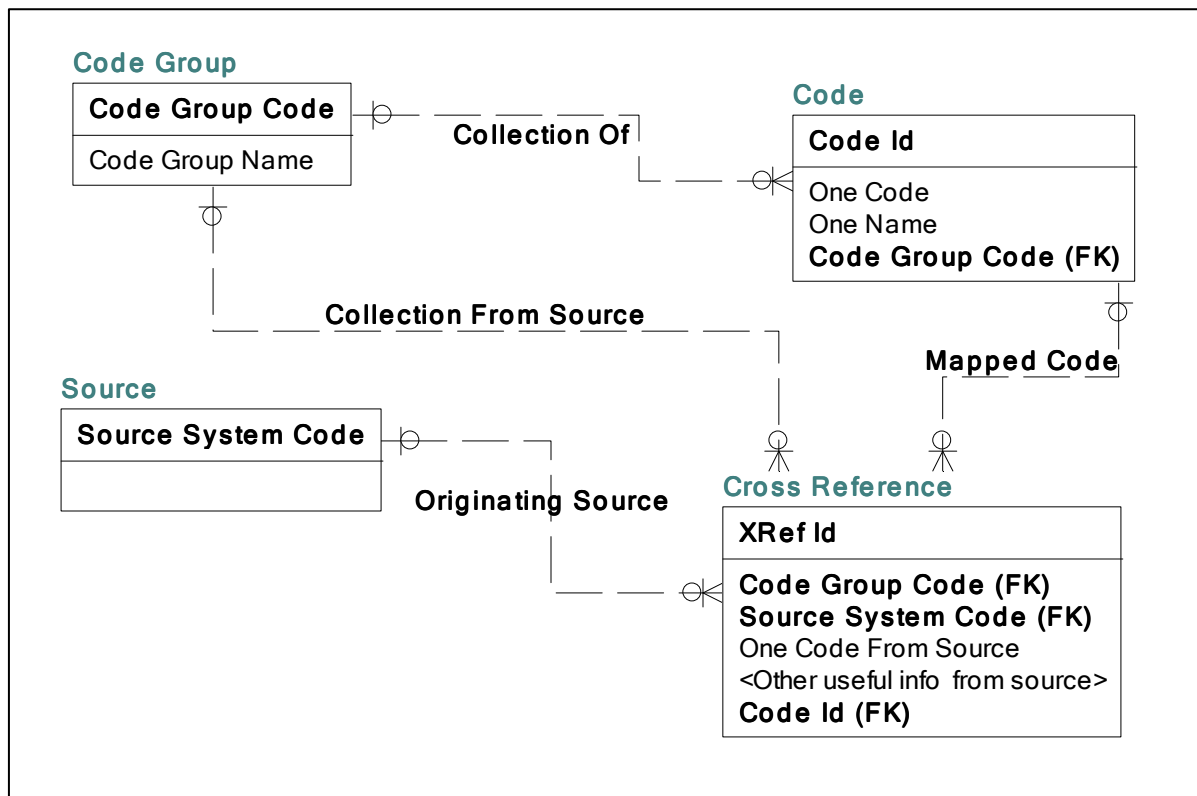 Code Group
Code Group Code
Code Group Name
Collection Of
Code
Code Id
One Code
One Name
Code Group Code (FK)
Collection From Source
Mapped Code
Source
Source System Code
Originating Source
Cross Reference
XRef Id
Code Group Code (FK)
Source System Code (FK)
One Code From Source
<Other useful info from source>
Code Id (FK)